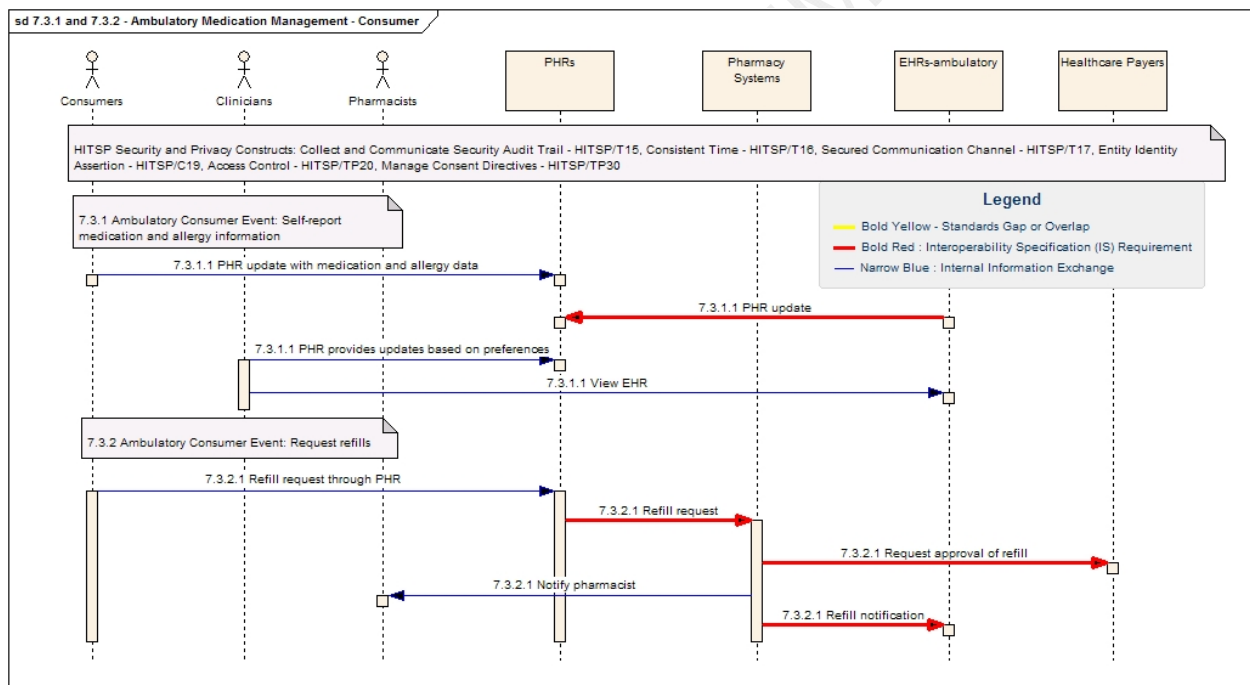 sd 7.3.1 and 7.3.2 - Ambulatory Medication Management - Consumer
Consumers
Clinicians
Pharmacists
PHRs
Pharmacy
Systems
EHRs-ambulatory
Healthcare Payers
HITSP Security and Privacy Constructs: Collect and Communicate Security Audit Trail - HITSP/T15, Consistent Time - HITSP/T16, Secured Communication Channel - HITSP/T17, Entity Identity
Assertion - HITSP/C19, Access Control - HITSP/TP20, Manage Consent Directives - HITSP/TP30
Legend
Bold Yellow - Standards Gap or Overlap
Bold Red : Interoperability Specification (IS) Requirement
Narrow Blue : Internal Information Exchange
7.3.1 Ambulatory Consumer Event: Self-report
medication and allergy information
7.3.1.1 PHR update with medication and allergy data
7.3.1.1 PHR update
7.3.1.1 PHR provides updates based on preferences
7.3.1.1 View EHR
7.3.2 Ambulatory Consumer Event: Request refills
7.3.2.1 Refill request through PHR
7.3.2.1 Refill request
7.3.2.1 Request approval of refill
7.3.2.1 Notify pharmacist
7.3.2.1 Refill notification